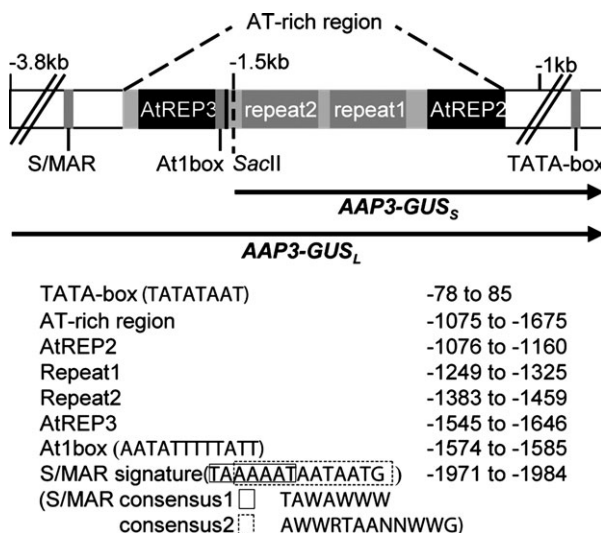 AT-rich region
-3.8kb -1.5kb -1kb
AtREP3 repeat2 repeat1 AtREP2
S/MAR At1box SacII TATA-box
AAP3-GUSS
AAP3-GUSL
TATA-box (TATATAAT) -78 to 85
AT-rich region -1075 to -1675
AtREP2 -1076 to -1160
Repeat1 -1249 to -1325
Repeat2 -1383 to -1459
AtREP3 -1545 to -1646
At1box (AATATTTTTATT) -1574 to -1585
S/MAR signature(TAAAAATAATAATG) -1971 to -1984
(S/MAR consensus1 TAWAWWW
consensus2 AWWRTAANNWWG)